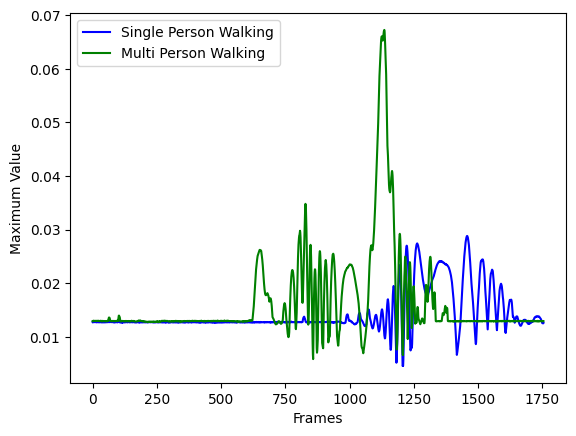 Single Person Walking
Multi Person Walking
0.07
0.06
0.05
0.04
0.03
0.02
0.01
Maximum Value
0 250 500 750 1000 1250 1500 1750
Frames